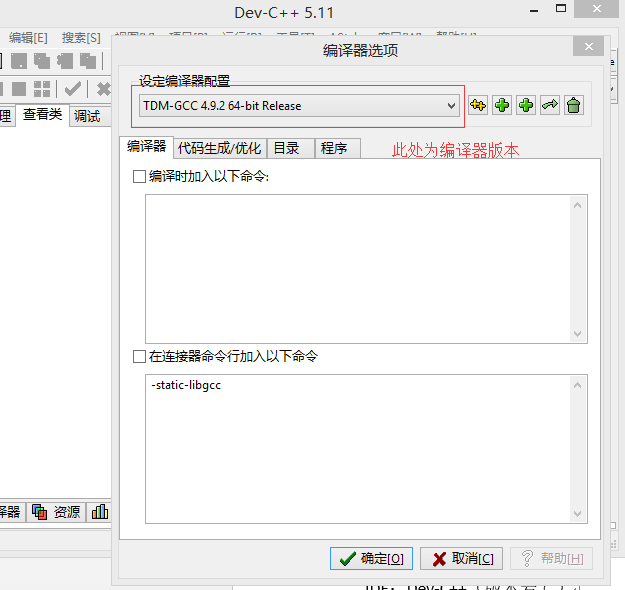 Dev-C++ 5.11
编辑[E] 搜索[S]
编译器选项
设定编译器配置
TDM-GCC 4.9.2 64-bit Release
理 查看类 调试
编译器 代码生成/优化 目录 程序
此处为编译器版本
编译时加入以下命令:
在连接器命令行加入以下命令
-static-libgcc
译器 资源
确定[O] 取消[C] 帮助[H]